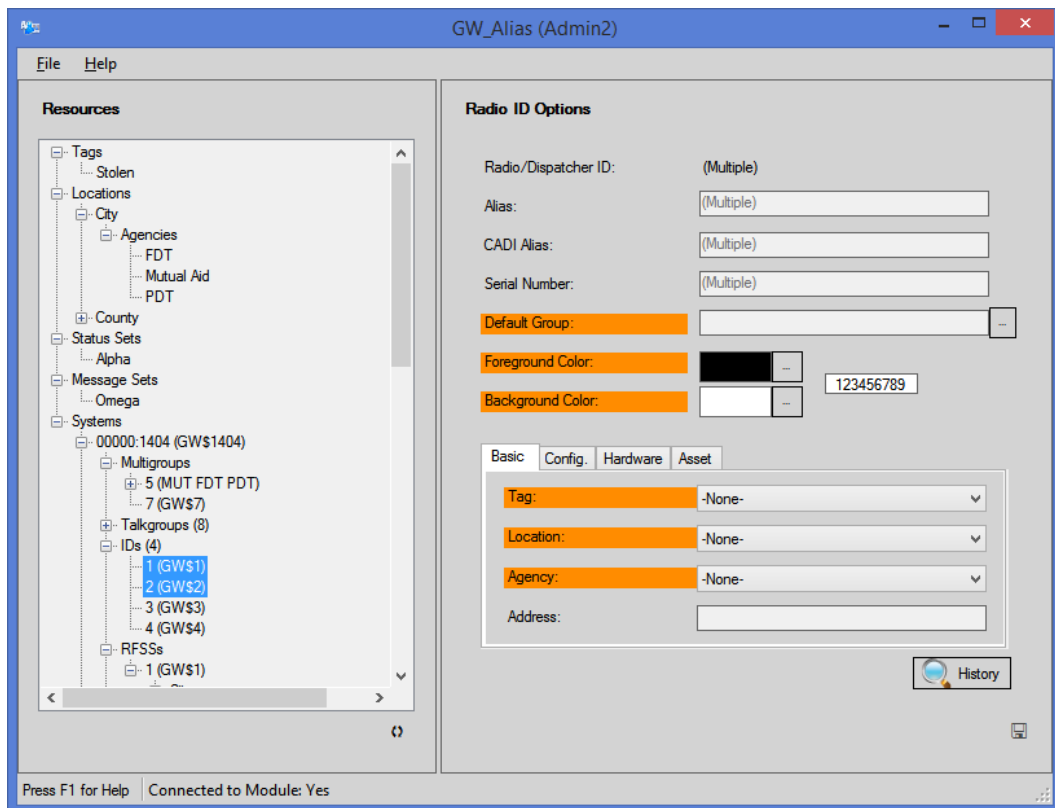 GW_Alias (Admin2)
File Help
Resources
Tags
Stolen
Locations
City
Agencies
FDT
Mutual Aid
PDT
County
Status Sets
Alpha
Message Sets
Omega
Systems
00000:1404 (GW$1404)
Multigroups
5 (MUT FDT PDT)
7 (GW$7)
Talkgroups (8)
IDs (4)
1 (GW$1)
2 (GW$2)
3 (GW$3)
4 (GW$4)
RFSSs
1 (GW$1)
Radio ID Options
Radio/Dispatcher ID: (Multiple)
Alias: (Multiple)
CADI Alias: (Multiple)
Serial Number: (Multiple)
Default Group: ...
Foreground Color: ...
123456789
Background Color: ...
Basic Config. Hardware Asset
Tag: -None-
Location: -None-
Agency: -None-
Address:
History
Press F1 for Help Connected to Module: Yes